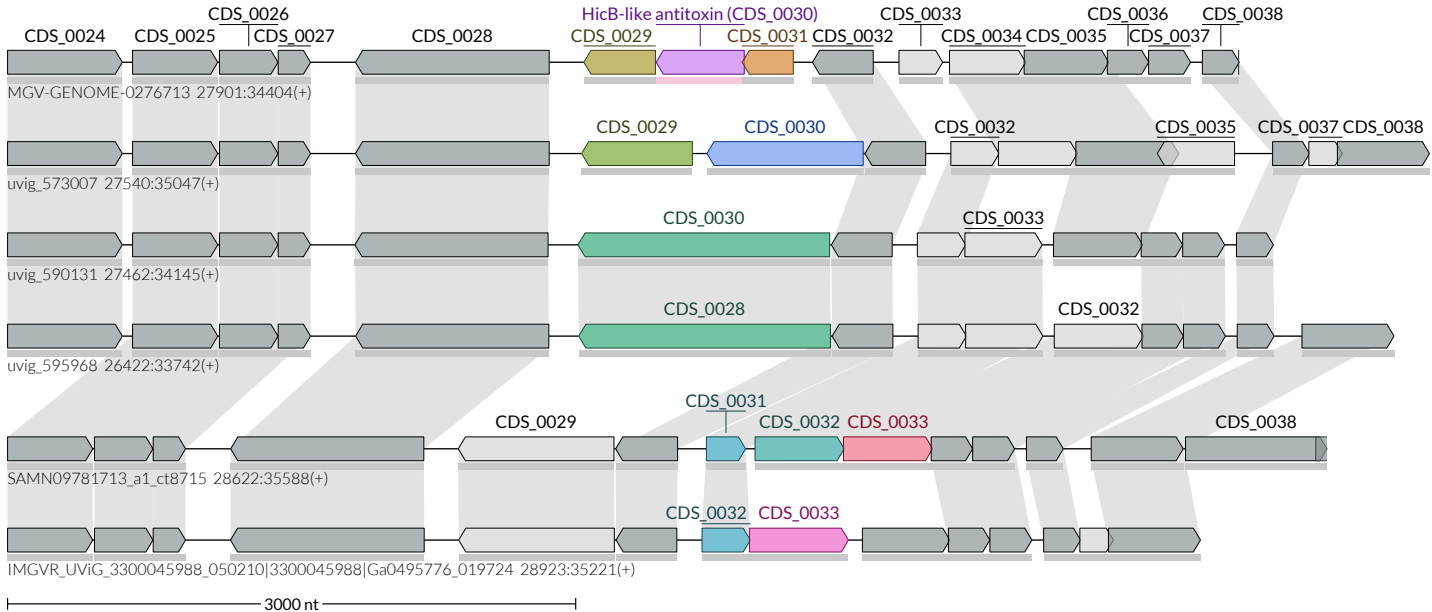 CDS_0026 HicB-like antitoxin (CDS_0030) CDS_0033 CDS_0036 CDS_0038
CDS_0024 CDS_0025 CDS_0027 CDS_0028 CDS_0029 CDS_0031 CDS_0032 CDS_0034 CDS_0035 CDS_0037
MGV-GENOME-0276713 27901:34404(+)
CDS_0029 CDS_0030 CDS_0032 CDS_0035 CDS_0037 CDS_0038
uvig_573007 27540:35047(+)
CDS_0030 CDS_0033
uvig_590131 27462:34145(+)
CDS_0028 CDS_0032
uvig_595968 26422:33742(+)
CDS_0031
CDS_0029 CDS_0032 CDS_0033 CDS_0038
SAMN09781713_a1_ct8715 28622:35588(+)
CDS_0032 CDS_0033
IMGVR_UViG_3300045988_050210|3300045988|Ga0495776_019724 28923:35221(+)
3000 nt